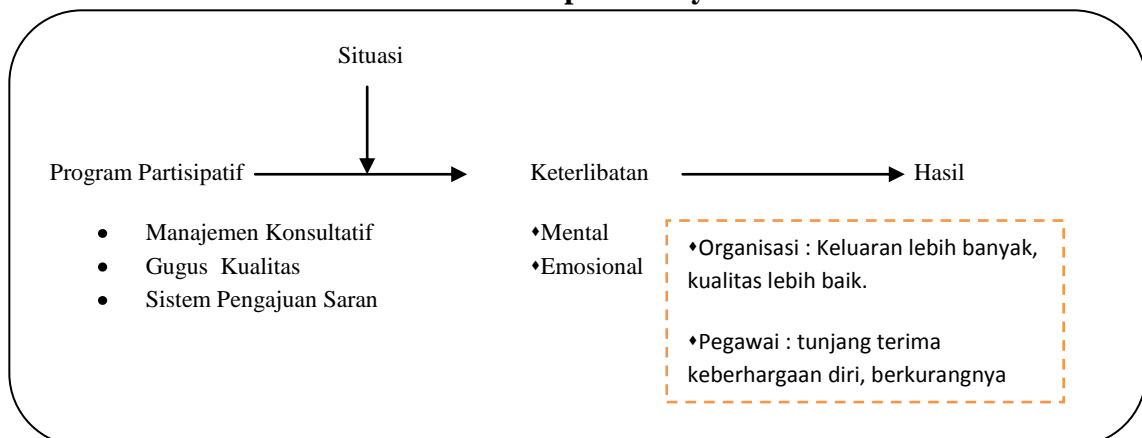 Situasi
Program Partisipatif
Keterlibatan
Hasil
• Manajemen Konsultatif
• Gugus Kualitas
• Sistem Pengajuan Saran
♦Mental
♦Emosional
♦Organisasi : Keluaran lebih banyak,
kualitas lebih baik.
♦Pegawai : tunjang terima
keberhargaan diri, berkurangnya